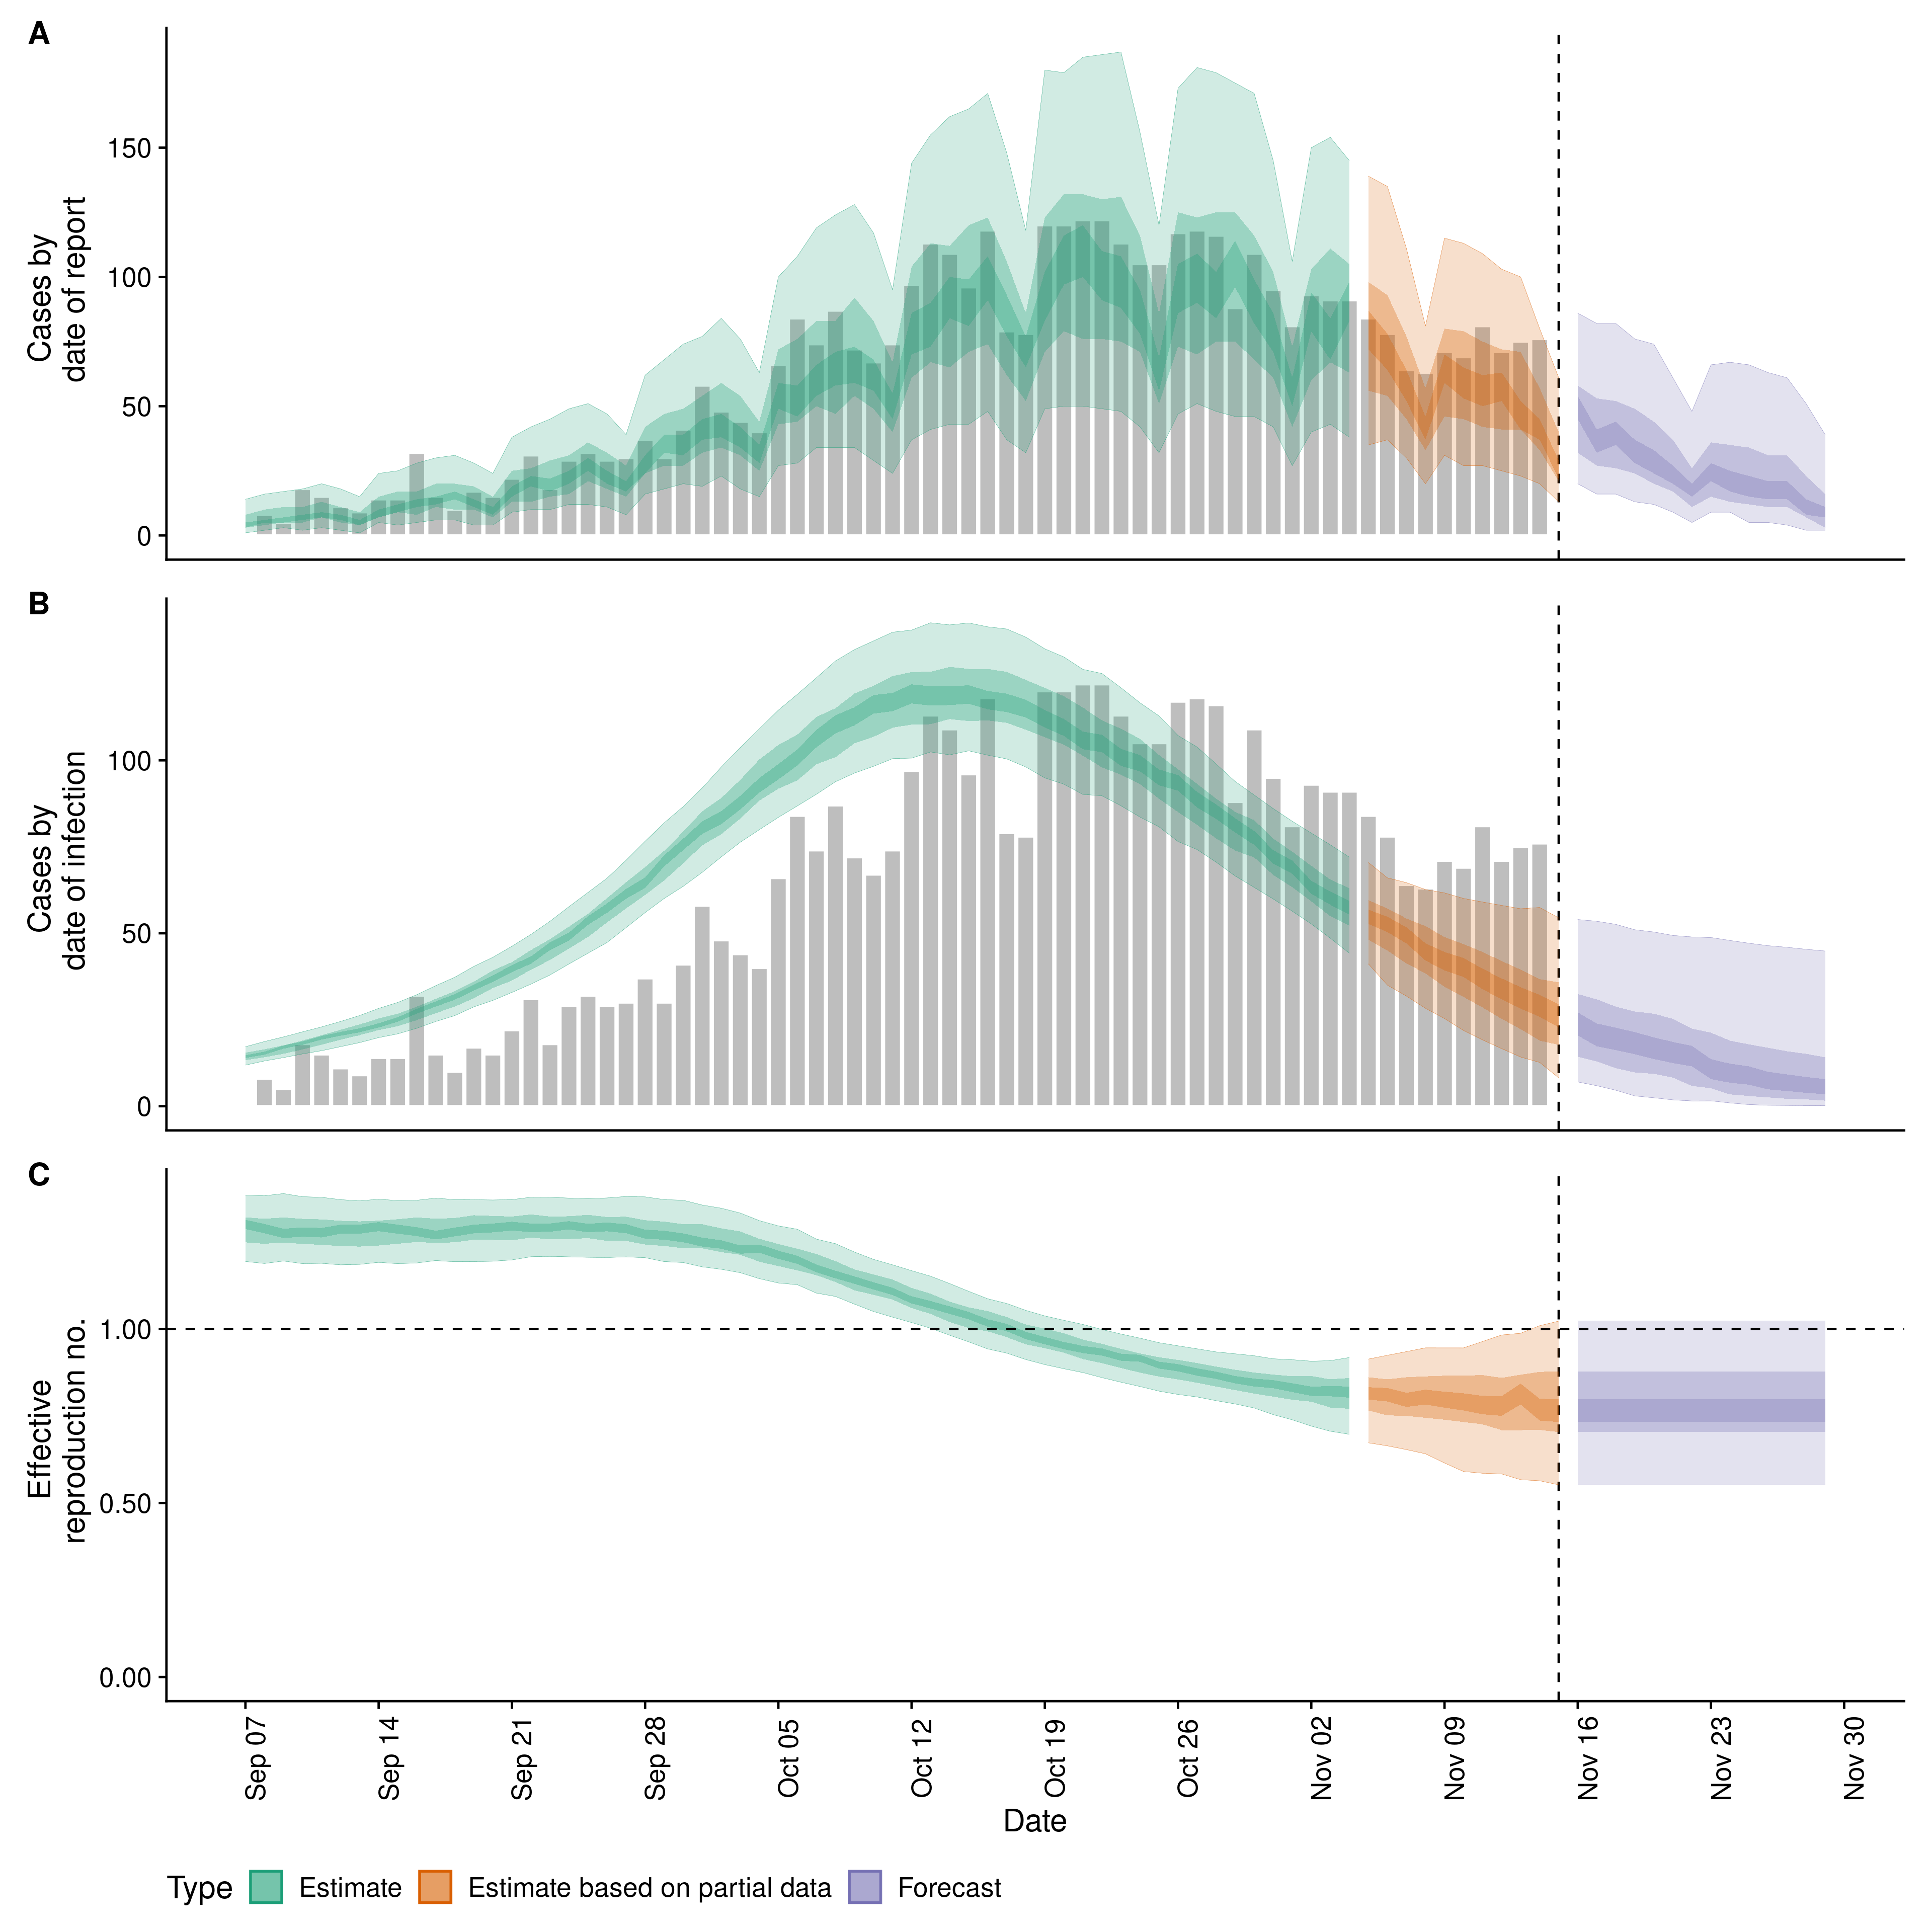 A
Cases by
date of report
150
100
50
0
B
Cases by
date of infection
100
50
0
C
Effective
reproduction no.
1.00
0.50
0.00
Sep 07
Sep 14
Sep 21
Sep 28
Oct 05
Oct 12
Oct 19
Oct 26
Nov 02
Nov 09
Nov 16
Nov 23
Nov 30
Date
Type Estimate Estimate based on partial data Forecast